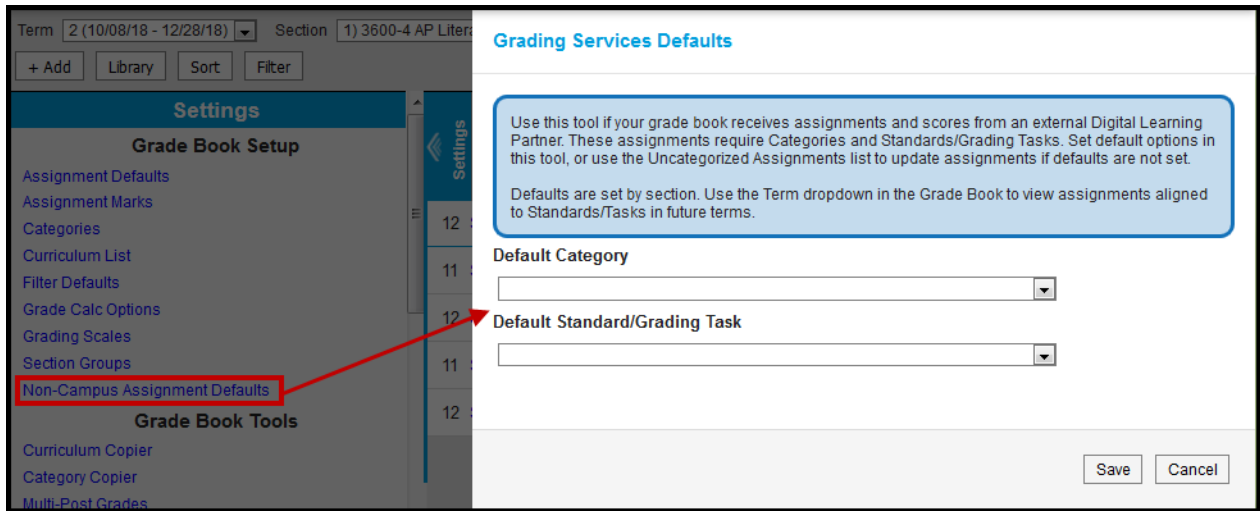 Term 2 (10/08/18 - 12/28/18) Section 1) 3600-4 AP Litera
+ Add Library Sort Filter
Settings
Grade Book Setup
Assignment Defaults
Assignment Marks
Categories
Curriculum List
Filter Defaults
Grade Calc Options
Grading Scales
Section Groups
Non-Campus Assignment Defaults
Grade Book Tools
Curriculum Copier
Category Copier
Multi-Post Grades
Settings
12
11
12
11
12
Grading Services Defaults
Use this tool if your grade book receives assignments and scores from an external Digital Learning
Partner. These assignments require Categories and Standards/Grading Tasks. Set default options in
this tool, or use the Uncategorized Assignments list to update assignments if defaults are not set.
Defaults are set by section. Use the Term dropdown in the Grade Book to view assignments aligned
to Standards/Tasks in future terms.
Default Category
Default Standard/Grading Task
Save Cancel